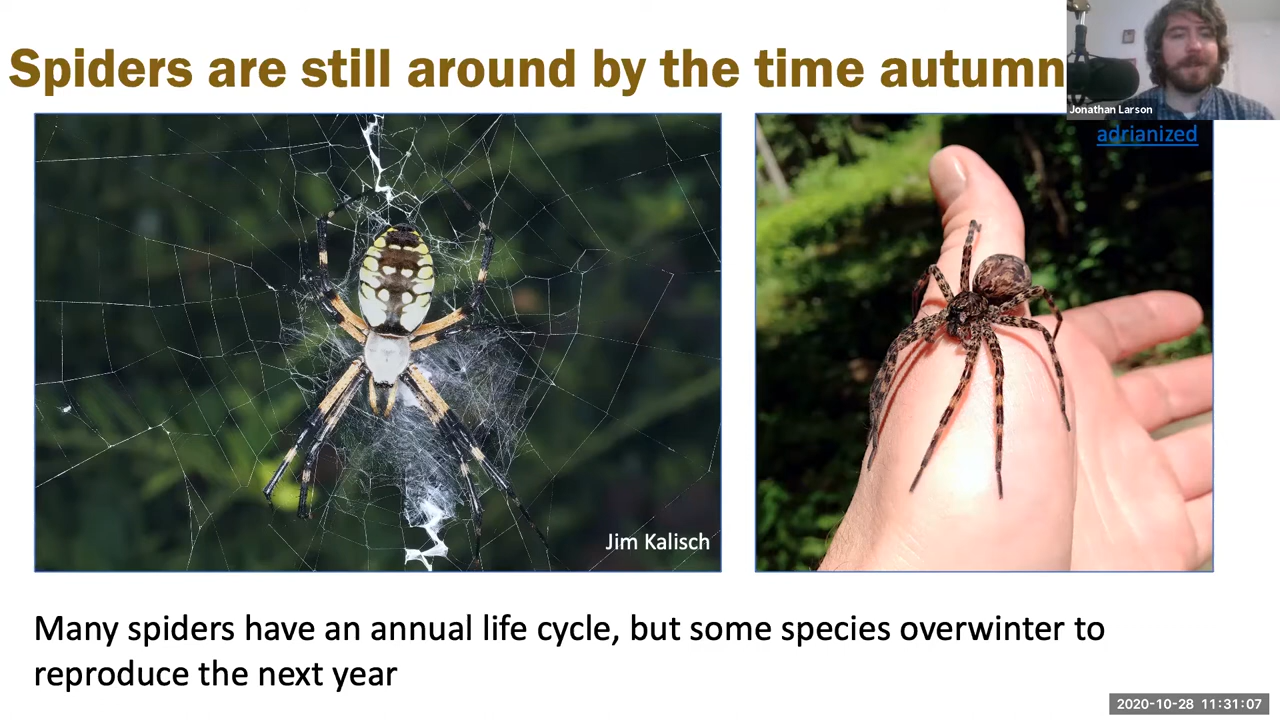 Spiders are still around by the time autumn
Jonathan Larson
adrianized
Jim Kalisch
Many spiders have an annual life cycle, but some species overwinter to
reproduce the next year
2020-10-28 11:31:07